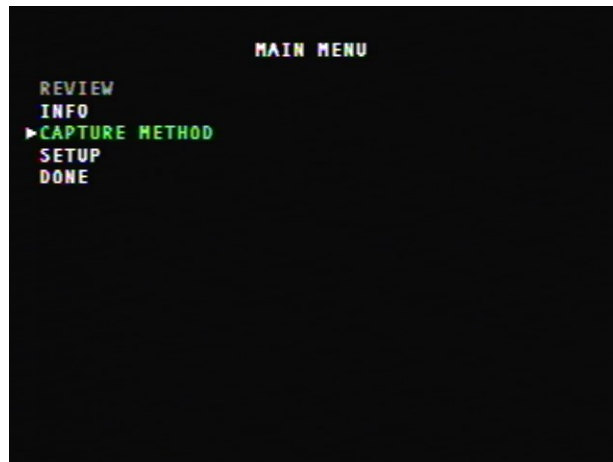 MAIN MENU
REVIEW
INFO
CAPTURE METHOD
SETUP
DONE